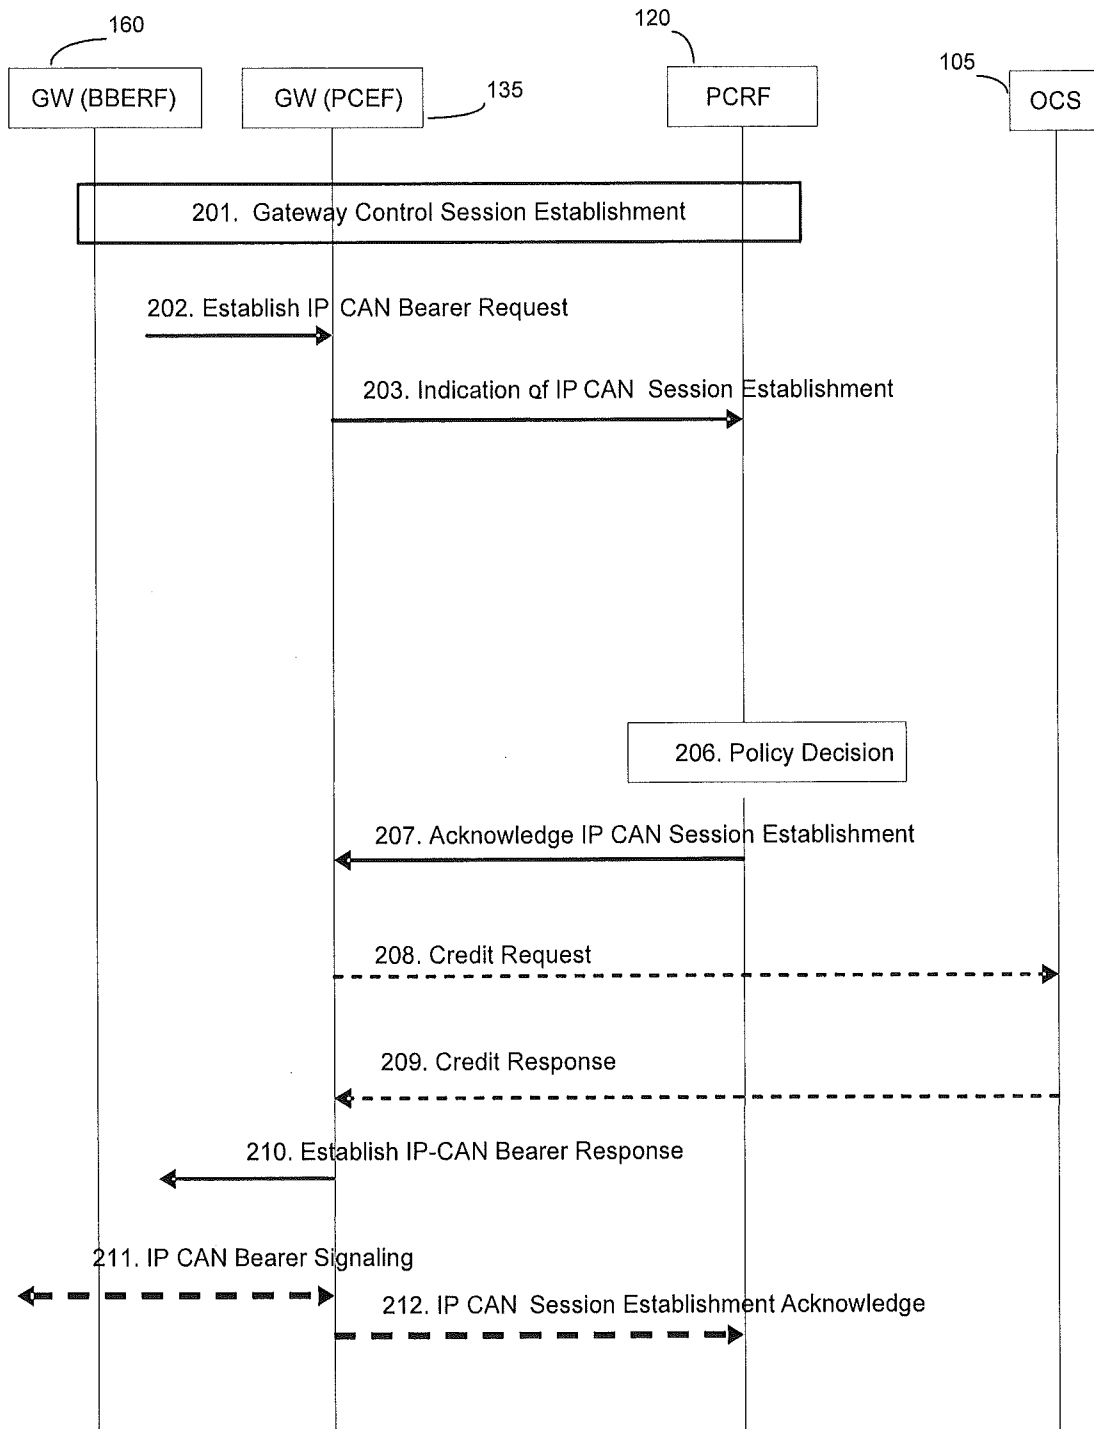 160
120
105
GW (BBERF)
GW (PCEF)
135
PCRF
OCS
201. Gateway Control Session Establishment
202. Establish IP CAN Bearer Request
203. Indication of IP CAN Session Establishment
206. Policy Decision
207. Acknowledge IP CAN Session Establishment
208. Credit Request
209. Credit Response
210. Establish IP-CAN Bearer Response
211. IP CAN Bearer Signaling
212. IP CAN Session Establishment Acknowledge